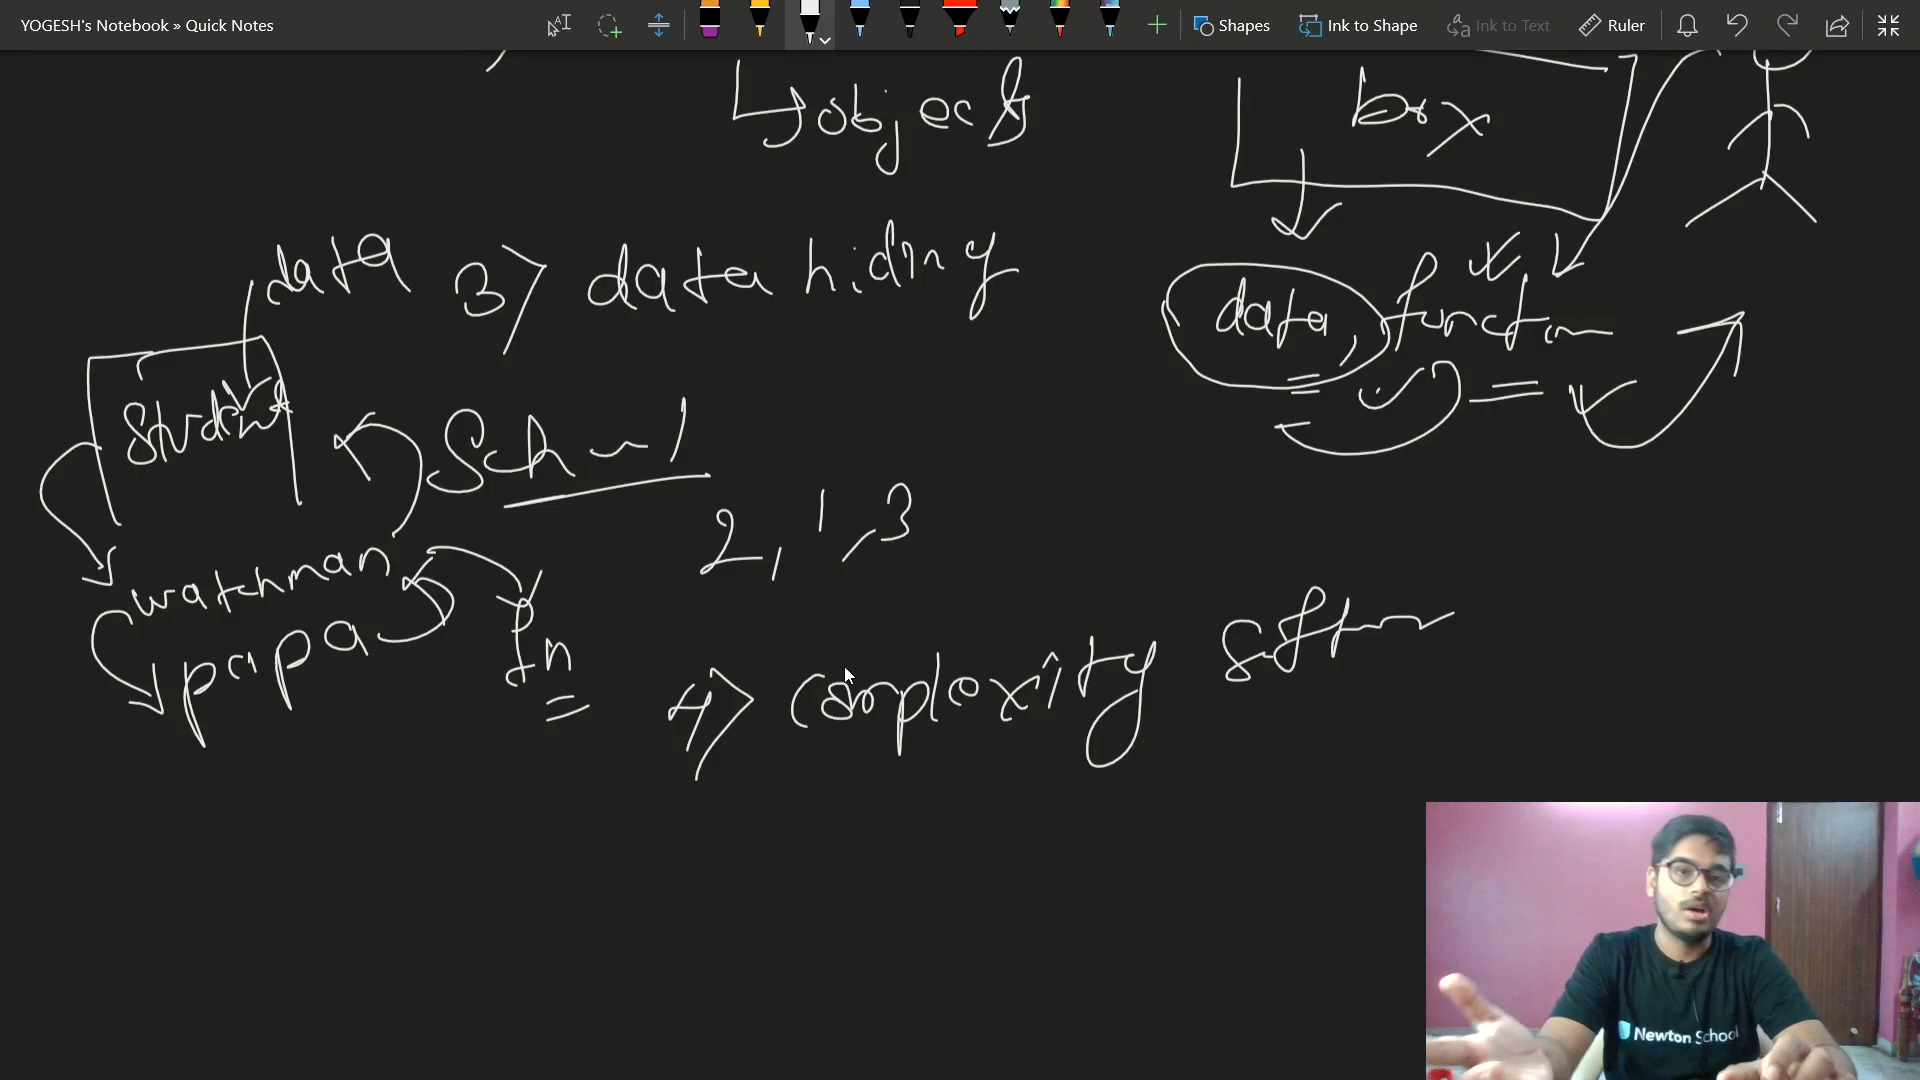 YOGESH's Notebook » Quick Notes
Shapes
Ink to Shape
Ink to Text
Ruler
objects
box
data
3) data hiding
data, function
student
School
2, 1, 3
watchman
papa
fn
4) complexity
Newton School